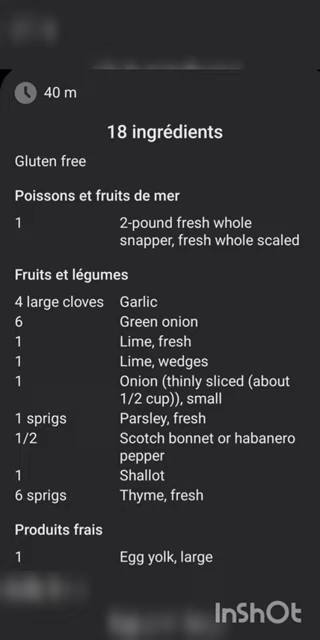 40 m
18 ingrédients
Gluten free
Poissons et fruits de mer
1 2-pound fresh whole
snapper, fresh whole scaled
Fruits et légumes
4 large cloves Garlic
6 Green onion
1 Lime, fresh
1 Lime, wedges
1 Onion (thinly sliced (about
1/2 cup)), small
1 sprigs Parsley, fresh
1/2 Scotch bonnet or habanero
pepper
1 Shallot
6 sprigs Thyme, fresh
Produits frais
1 Egg yolk, large
InShOt